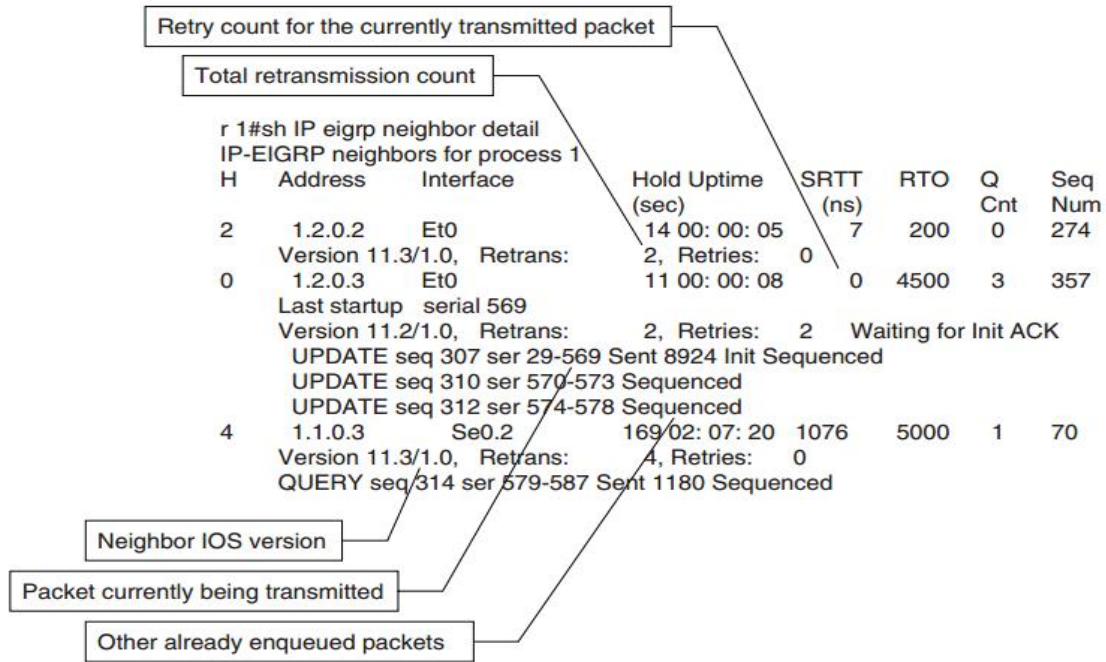 Retry count for the currently transmitted packet
Total retransmission count
r 1#sh IP eigrp neighbor detail
IP-EIGRP neighbors for process 1
H Address Interface Hold Uptime SRTT RTO Q Seq
(sec) (ns) Cnt Num
2 1.2.0.2 Et0 14 00: 00: 05 7 200 0 274
Version 11.3/1.0, Retrans: 2, Retries: 0
0 1.2.0.3 Et0 11 00: 00: 08 0 4500 3 357
Last startup serial 569
Version 11.2/1.0, Retrans: 2, Retries: 2 Waiting for Init ACK
UPDATE seq 307 ser 29-569 Sent 8924 Init Sequenced
UPDATE seq 310 ser 570-573 Sequenced
UPDATE seq 312 ser 574-578 Sequenced
4 1.1.0.3 Se0.2 169 02: 07: 20 1076 5000 1 70
Version 11.3/1.0, Retrans: 4, Retries: 0
QUERY seq 314 ser 579-587 Sent 1180 Sequenced
Neighbor IOS version
Packet currently being transmitted
Other already enqueued packets